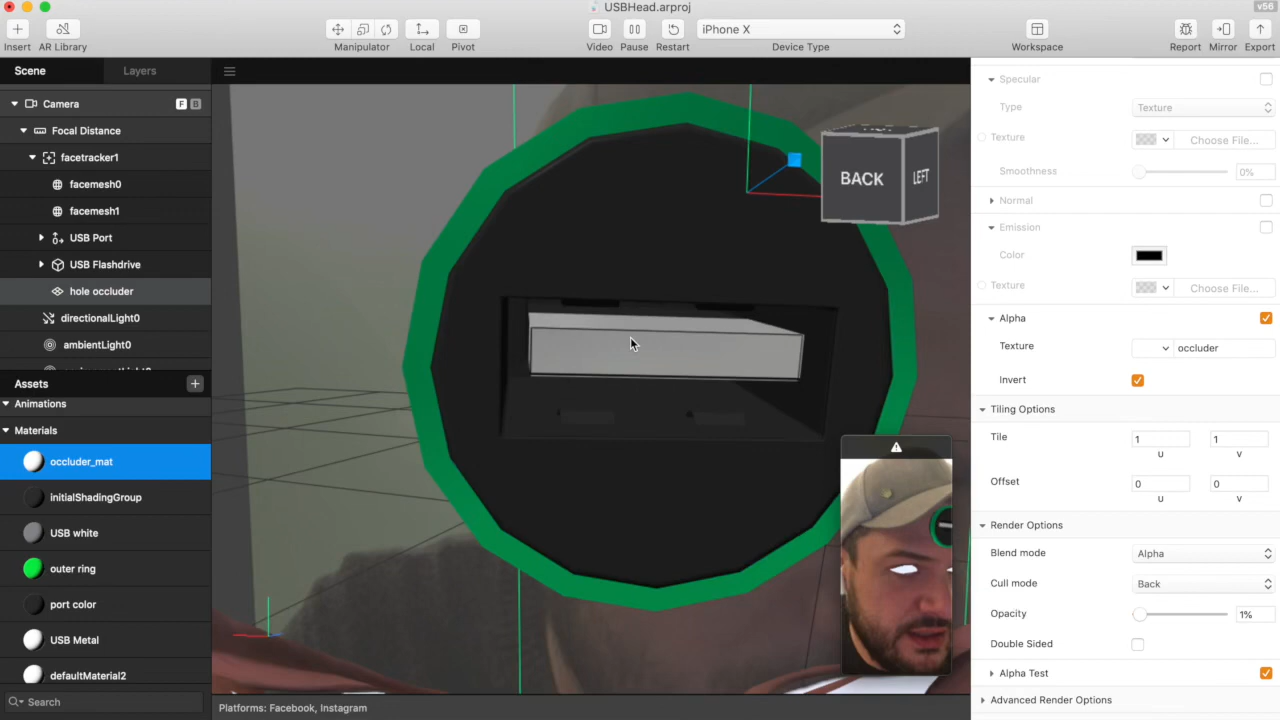 USBHead.arproj
v56
Insert
AR Library
Manipulator
Local
Pivot
Video
Pause
Restart
iPhone X
Device Type
Workspace
Report
Mirror
Export
Scene
Layers
Camera
F
B
Focal Distance
facetracker1
facemesh0
facemesh1
USB Port
USB Flashdrive
hole occluder
directionalLight0
ambientLight0
Assets
Animations
Materials
occluder_mat
initialShadingGroup
USB white
outer ring
port color
USB Metal
defaultMaterial2
Search
BACK
LEFT
Platforms: Facebook, Instagram
Specular
Type
Texture
Texture
Choose File...
Smoothness
0%
Normal
Emission
Color
Texture
Choose File...
Alpha
Texture
occluder
Invert
Tiling Options
Tile
1
1
U
V
Offset
0
0
U
V
Render Options
Blend mode
Alpha
Cull mode
Back
Opacity
1%
Double Sided
Alpha Test
Advanced Render Options